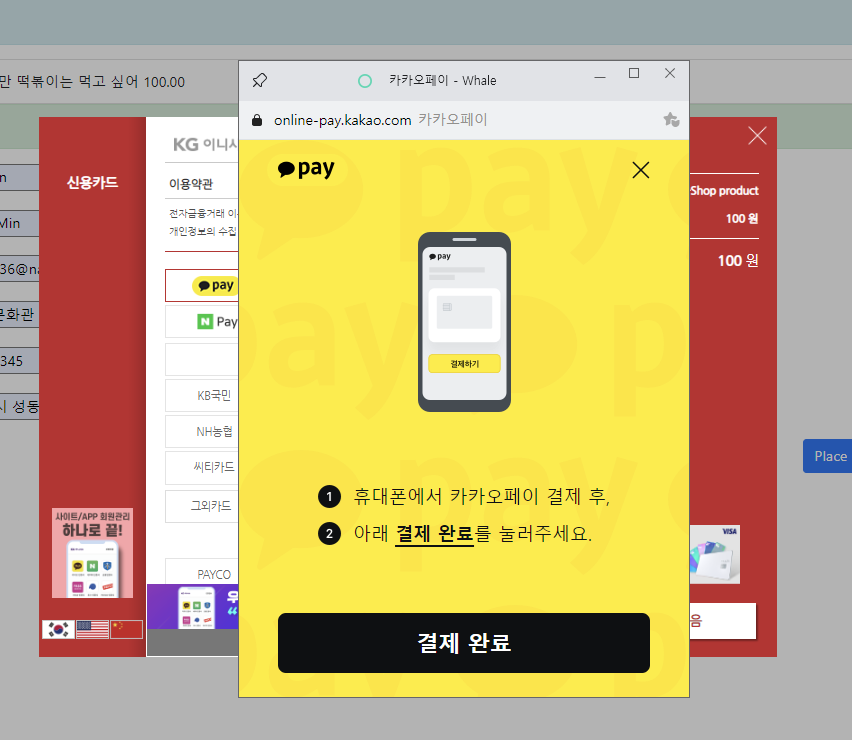 만 떡볶이는 먹고 싶어 100.00
카카오페이 - Whale
online-pay.kakao.com 카카오페이
pay
신용카드
KG 이니시
이용약관
전자금융거래 이
개인정보의 수집
pay
N Pay
KB국민
NH농협
씨티카드
그외카드
PAYCO
n
Min
36@na
문화관
345
시 성동
사이트/APP 회원관리
하나로 끝!
우
pay
결제하기
1 휴대폰에서 카카오페이 결제 후,
2 아래 결제 완료를 눌러주세요.
결제 완료
Shop product
100 원
100 원
VISA
음
Place